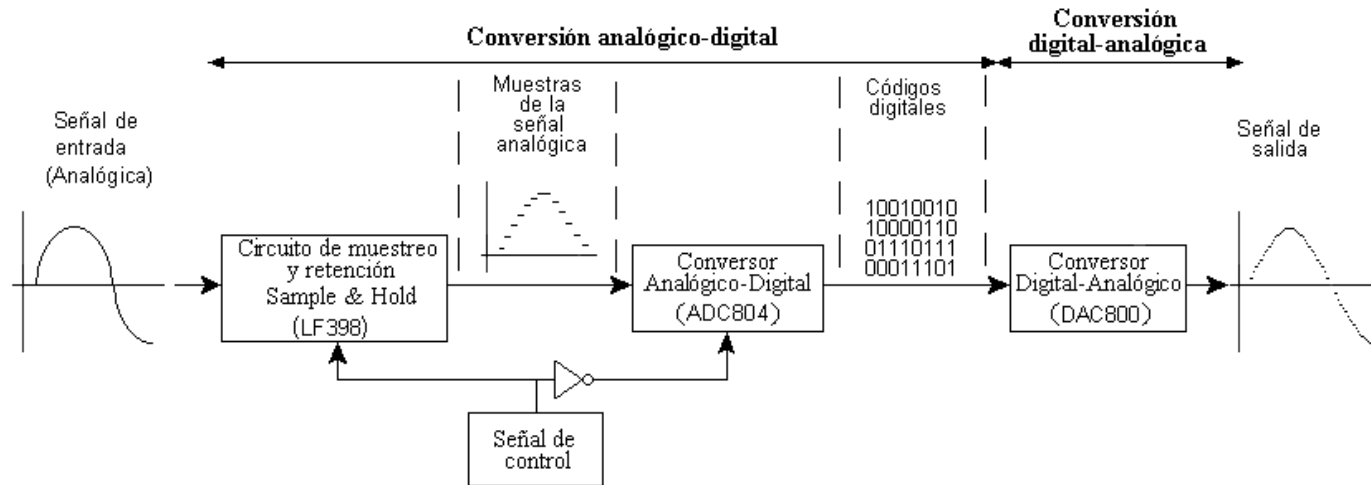 Conversión analógico-digital
Conversión
digital-analógica
Muestras
de la
señal
analógica
Códigos
digitales
Señal de
entrada
(Analógica)
Señal de
salida
10010010
10000110
01110111
00011101
Circuito de muestreo
y retención
Sample & Hold
(LF398)
Conversor
Analógico-Digital
(ADC804)
Conversor
Digital-Analógico
(DAC800)
Señal de
control